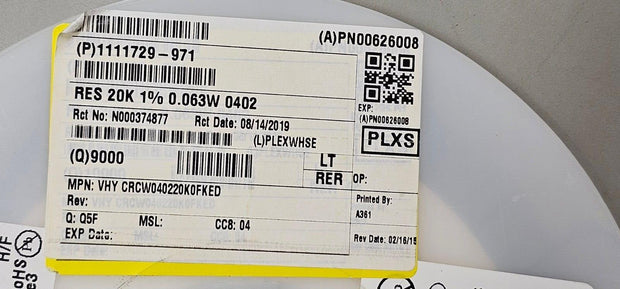 (A)PN00626008
(P)1111729-971
RES 20K 1% 0.063W 0402
EXP:
(A)PN00626008
Rct No: N000374877 Rct Date: 08/14/2019
(L)PLEXWHSE
PLXS
(Q)9000
LT
RER
OP:
MPN: VHY CRCW040220K0FKED
Rev:
Printed By:
A361
Q: Q5F MSL: CC8: 04
EXP Date:
Rev Date: 02/16/15
H/F
RoHS
e3